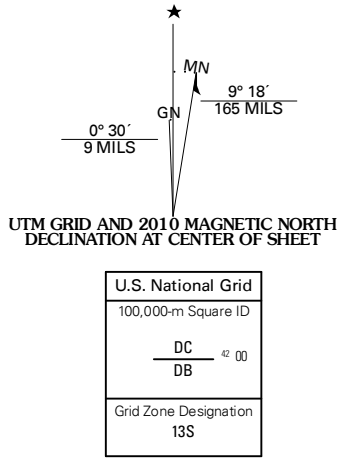 ★
MN
9° 18´
165 MILS
GN
0° 30´
9 MILS
UTM GRID AND 2010 MAGNETIC NORTH
DECLINATION AT CENTER OF SHEET
U.S. National Grid
100,000-m Square ID
DC
42 00
DB
Grid Zone Designation
13S